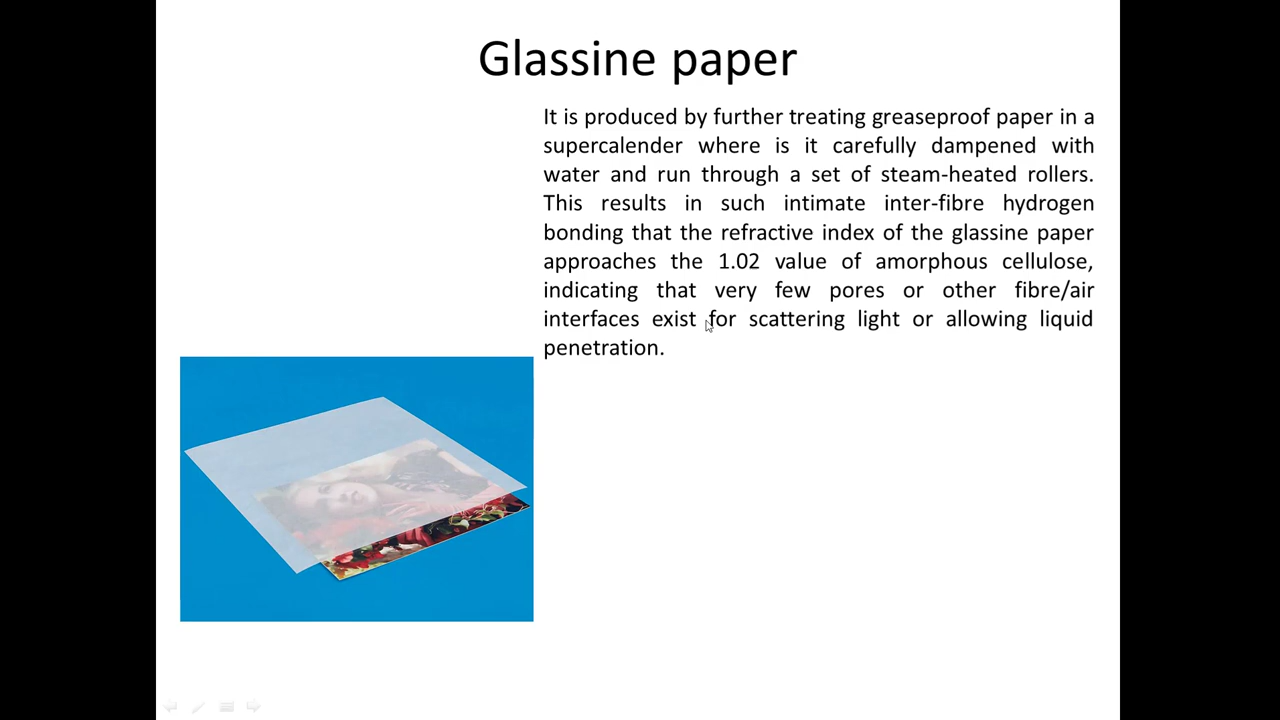 Glassine paper
It is produced by further treating greaseproof paper in a
supercalender where is it carefully dampened with
water and run through a set of steam-heated rollers.
This results in such intimate inter-fibre hydrogen
bonding that the refractive index of the glassine paper
approaches the 1.02 value of amorphous cellulose,
indicating that very few pores or other fibre/air
interfaces exist for scattering light or allowing liquid
penetration.